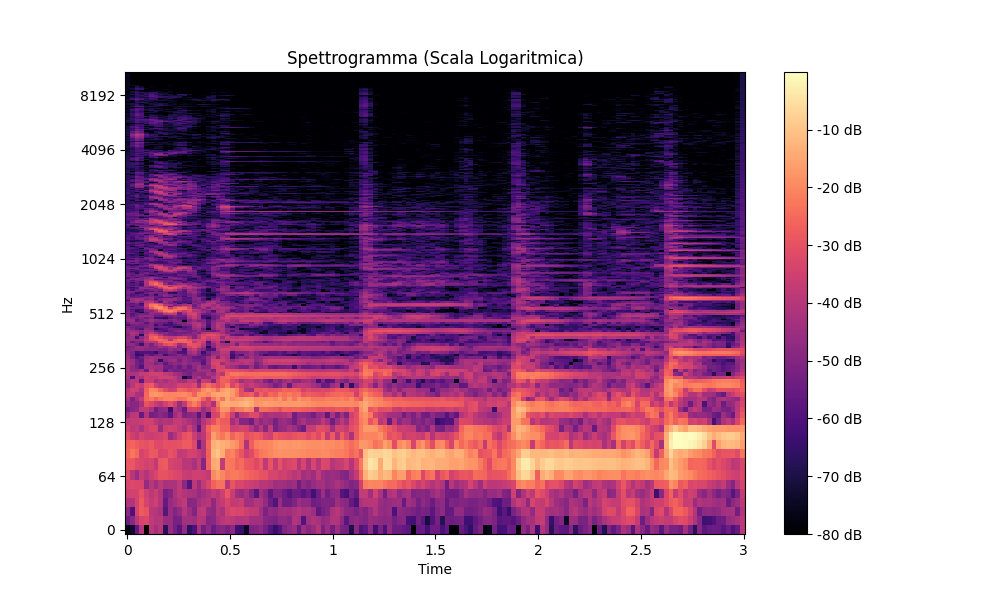 Spettrogramma (Scala Logaritmica)
Hz
8192
4096
2048
1024
512
256
128
64
0
0
0.5
1
1.5
2
2.5
3
Time
-10 dB
-20 dB
-30 dB
-40 dB
-50 dB
-60 dB
-70 dB
-80 dB